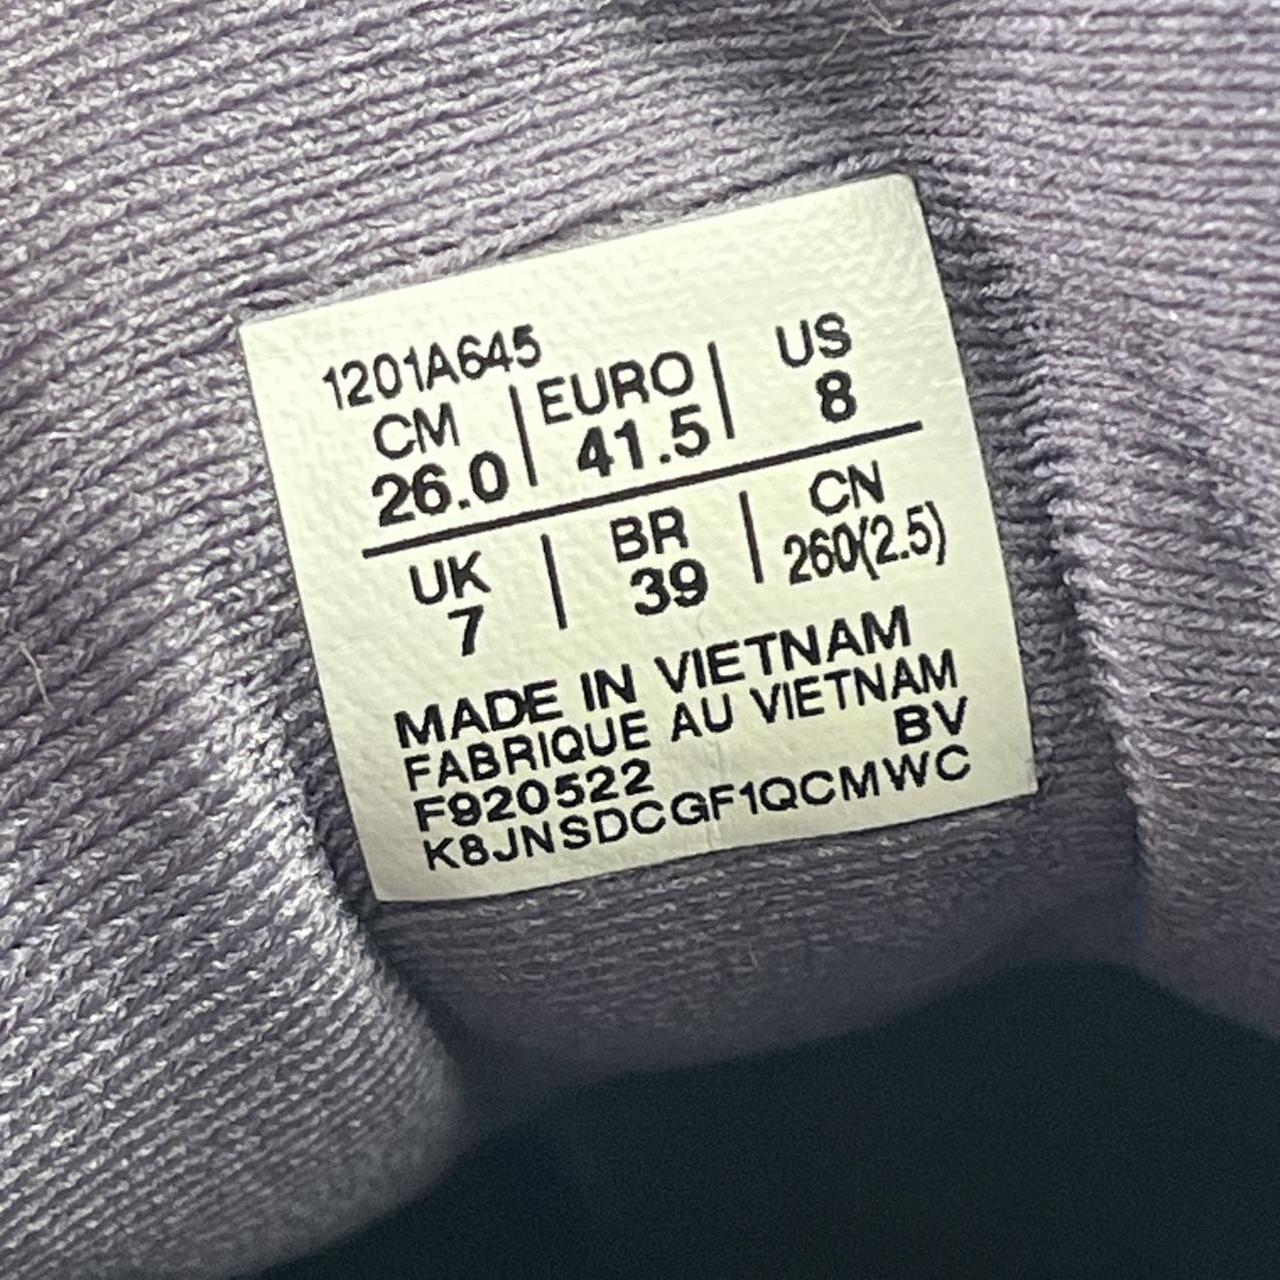 1201A645
CM | EURO | US
26.0 | 41.5 | 8
UK | BR | CN
7 | 39 | 260(2.5)
MADE IN VIETNAM
FABRIQUE AU VIETNAM
BV
F920522
K8JNSDCGF1QCMWC